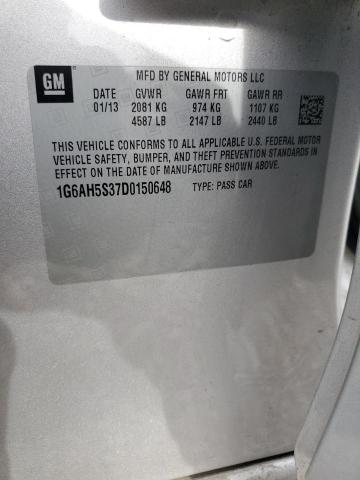 GM
MFD BY GENERAL MOTORS LLC
DATE GVWR GAWR FRT GAWR RR
01/13 2081 KG 974 KG 1107 KG
4587 LB 2147 LB 2440 LB
THIS VEHICLE CONFORMS TO ALL APPLICABLE U.S. FEDERAL MOTOR
VEHICLE SAFETY, BUMPER, AND THEFT PREVENTION STANDARDS IN
EFFECT ON THE DATE OF MANUFACTURE SHOWN ABOVE.
1G6AH5S37D0150648 TYPE: PASS CAR